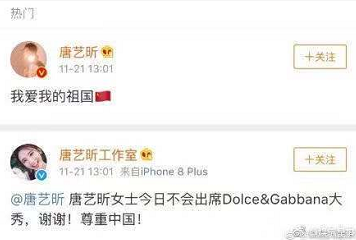 热门
唐艺昕
11-21 13:01
+关注
我爱我的祖国🇨🇳
唐艺昕工作室
11-21 13:01 来自iPhone 8 Plus
+关注
@唐艺昕 唐艺昕女士今日不会出席Dolce&Gabbana大
秀，谢谢！尊重中国！